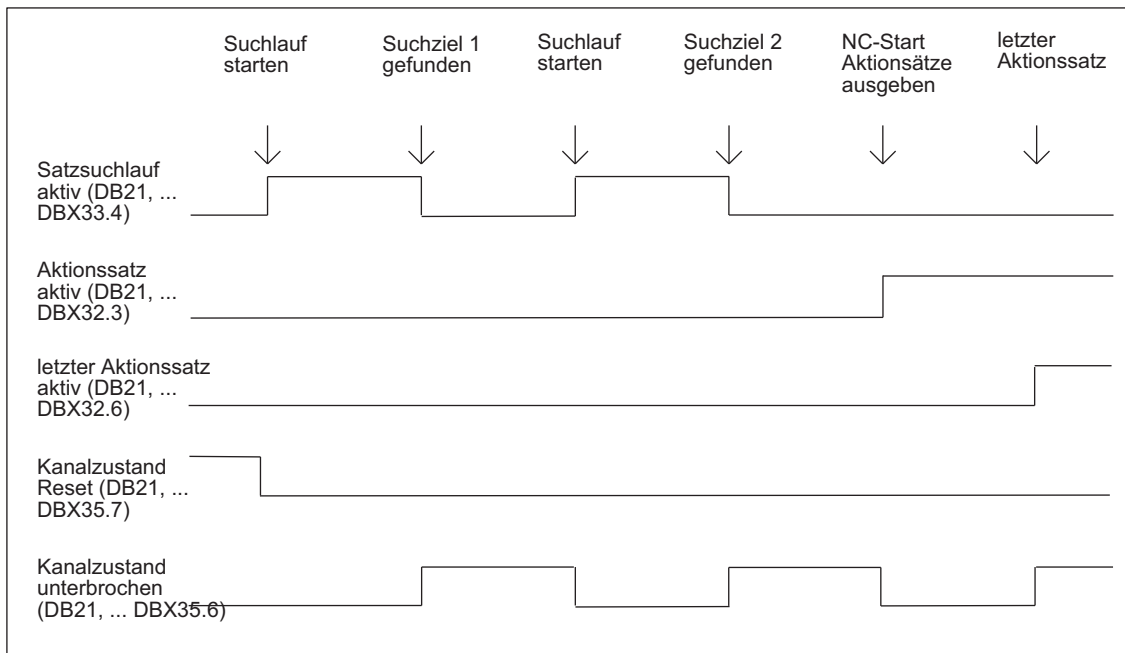 Suchlauf
starten
Suchziel 1
gefunden
Suchlauf
starten
Suchziel 2
gefunden
NC-Start
Aktionsätze
ausgeben
letzter
Aktionssatz
Satzsuchlauf
aktiv (DB21, ...
DBX33.4)
Aktionssatz
aktiv (DB21, ...
DBX32.3)
letzter Aktionssatz
aktiv (DB21, ...
DBX32.6)
Kanalzustand
Reset (DB21, ...
DBX35.7)
Kanalzustand
unterbrochen
(DB21, ... DBX35.6)